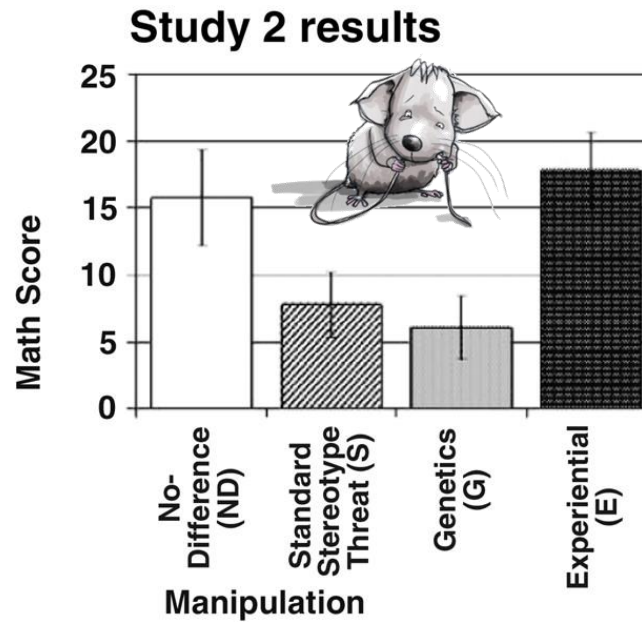 Study 2 results
25
20
15
10
5
0
Math Score
No-
Difference
(ND)
Standard
Stereotype
Threat (S)
Genetics
(G)
Experiential
(E)
Manipulation